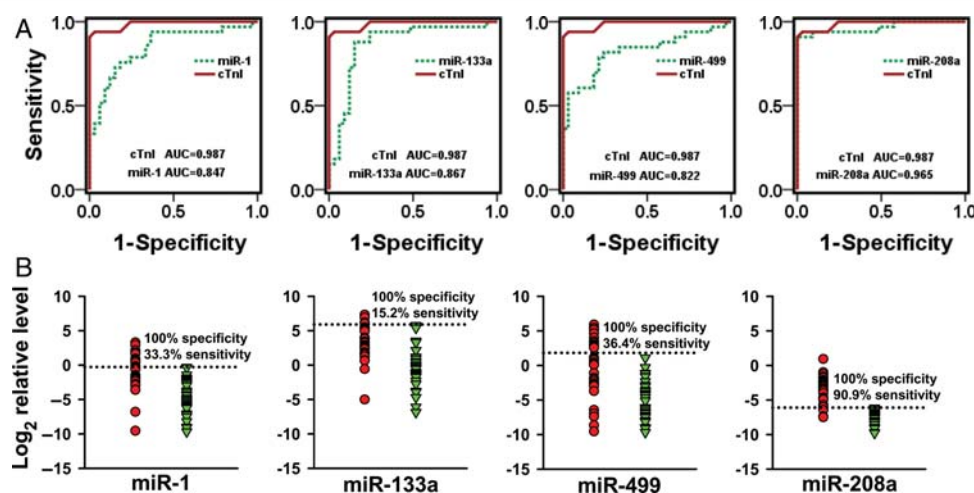 A
Sensitivity
1.0
0.5
0.0
miR-1
cTnI
cTnI AUC=0.987
miR-1 AUC=0.847
0.0 0.5 1.0
1-Specificity
1.0
0.5
0.0
miR-133a
cTnI
cTnI AUC=0.987
miR-133a AUC=0.867
0.0 0.5 1.0
1-Specificity
1.0
0.5
0.0
miR-499
cTnI
cTnI AUC=0.987
miR-499 AUC=0.822
0.0 0.5 1.0
1-Specificity
1.0
0.5
0.0
miR-208a
cTnI
cTnI AUC=0.987
miR-208a AUC=0.965
0.0 0.5 1.0
1-Specificity
B
Log2 relative level
10
5
0
−5
−10
−15
100% specificity
33.3% sensitivity
miR-1
10
5
0
-5
-10
-15
100% specificity
15.2% sensitivity
miR-133a
10
5
0
-5
-10
-15
100% specificity
36.4% sensitivity
miR-499
10
5
0
-5
-10
-15
100% specificity
90.9% sensitivity
miR-208a